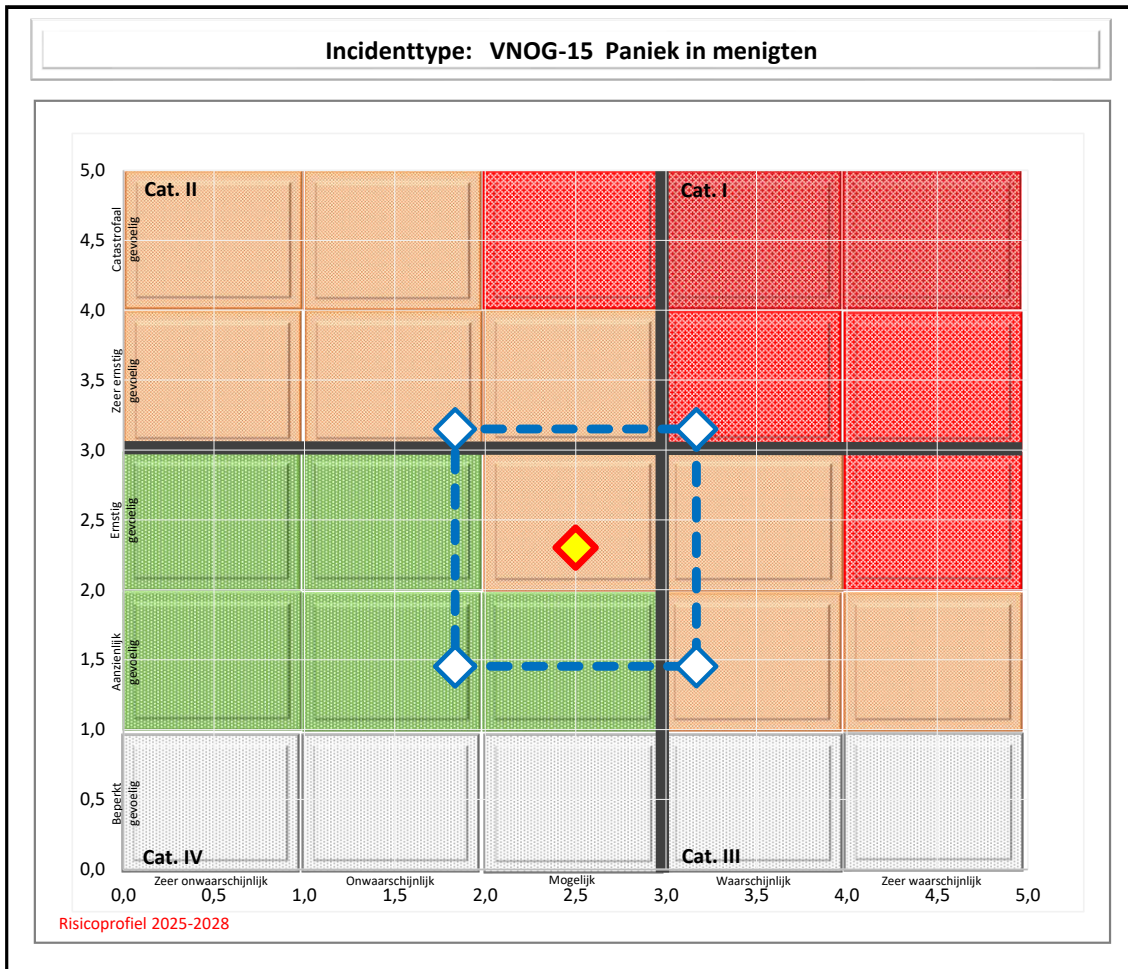 Incidenttype: VNOG-15 Paniek in menigten
5,0
4,5
4,0
3,5
3,0
2,5
2,0
1,5
1,0
0,5
0,0
Catastrofaal
gevoelig
Zeer ernstig
gevoelig
Ernstig
gevoelig
Aanzienlijk
gevoelig
Beperkt
gevoelig
Cat. II
Cat. I
Cat. IV
Cat. III
Zeer onwaarschijnlijk
Onwaarschijnlijk
Mogelijk
Waarschijnlijk
Zeer waarschijnlijk
0,0 0,5 1,0 1,5 2,0 2,5 3,0 3,5 4,0 4,5 5,0
Risicoprofiel 2025-2028